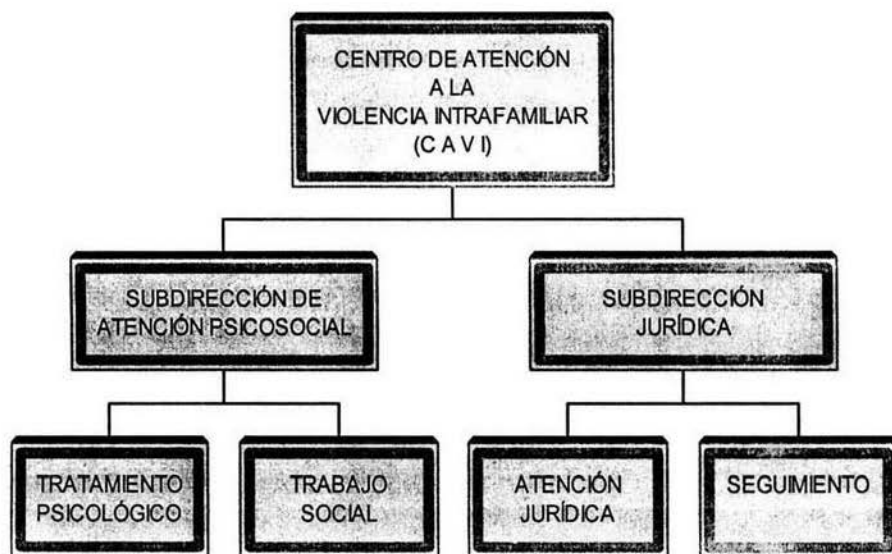 CENTRO DE ATENCIÓN
A LA
VIOLENCIA INTRAFAMILIAR
(C A V I)
SUBDIRECCIÓN DE
ATENCIÓN PSICOSOCIAL
SUBDIRECCIÓN
JURÍDICA
TRATAMIENTO
PSICOLÓGICO
TRABAJO
SOCIAL
ATENCIÓN
JURÍDICA
SEGUIMIENTO